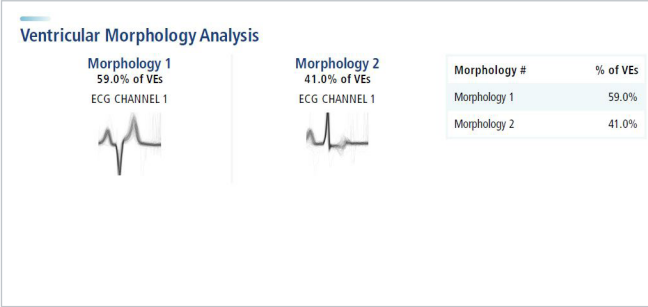 Ventricular Morphology Analysis
Morphology 1
59.0% of VEs
ECG CHANNEL 1
Morphology 2
41.0% of VEs
ECG CHANNEL 1
Morphology # % of VEs
Morphology 1 59.0%
Morphology 2 41.0%